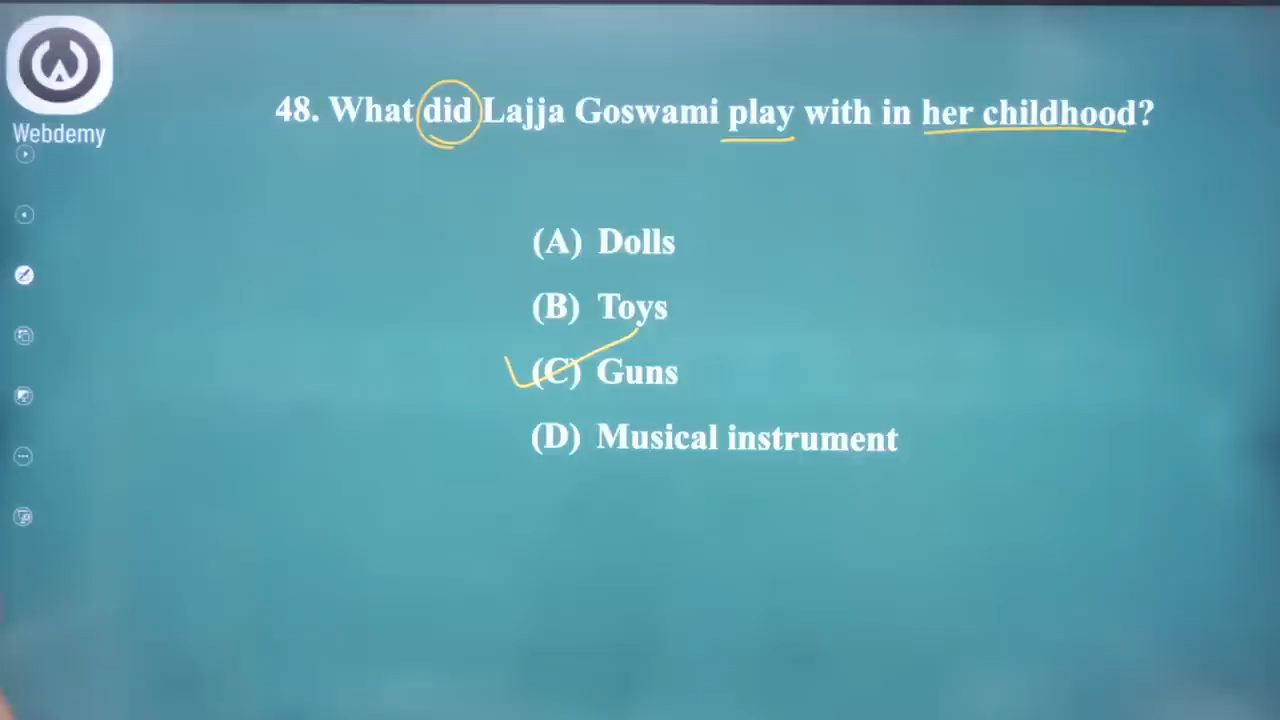 Webdemy
48. What did Lajja Goswami play with in her childhood?
(A) Dolls
(B) Toys
(C) Guns
(D) Musical instrument